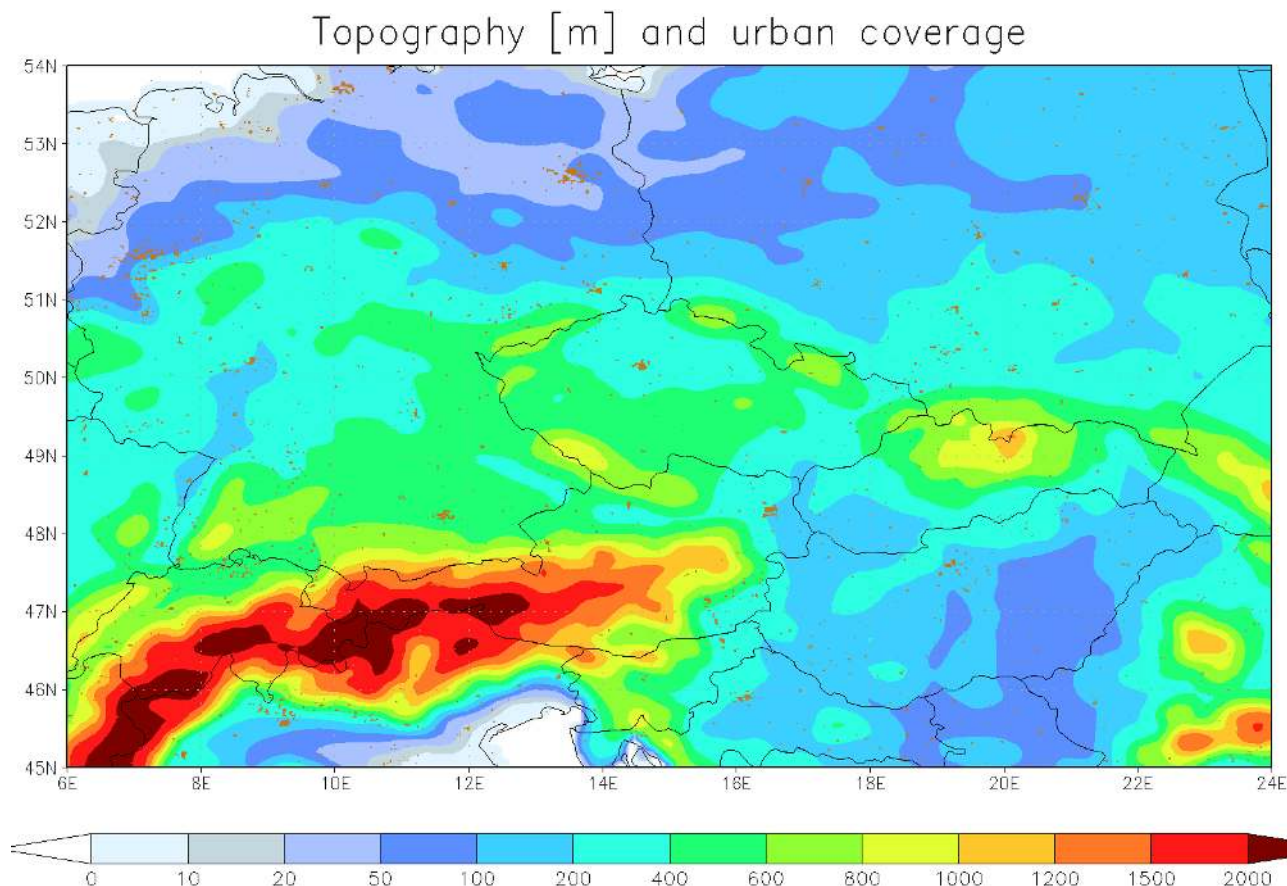 Topography [m] and urban coverage
54N
53N
52N
51N
50N
49N
48N
47N
46N
45N
6E 8E 10E 12E 14E 16E 18E 20E 22E 24E
0 10 20 50 100 200 400 600 800 1000 1200 1500 2000